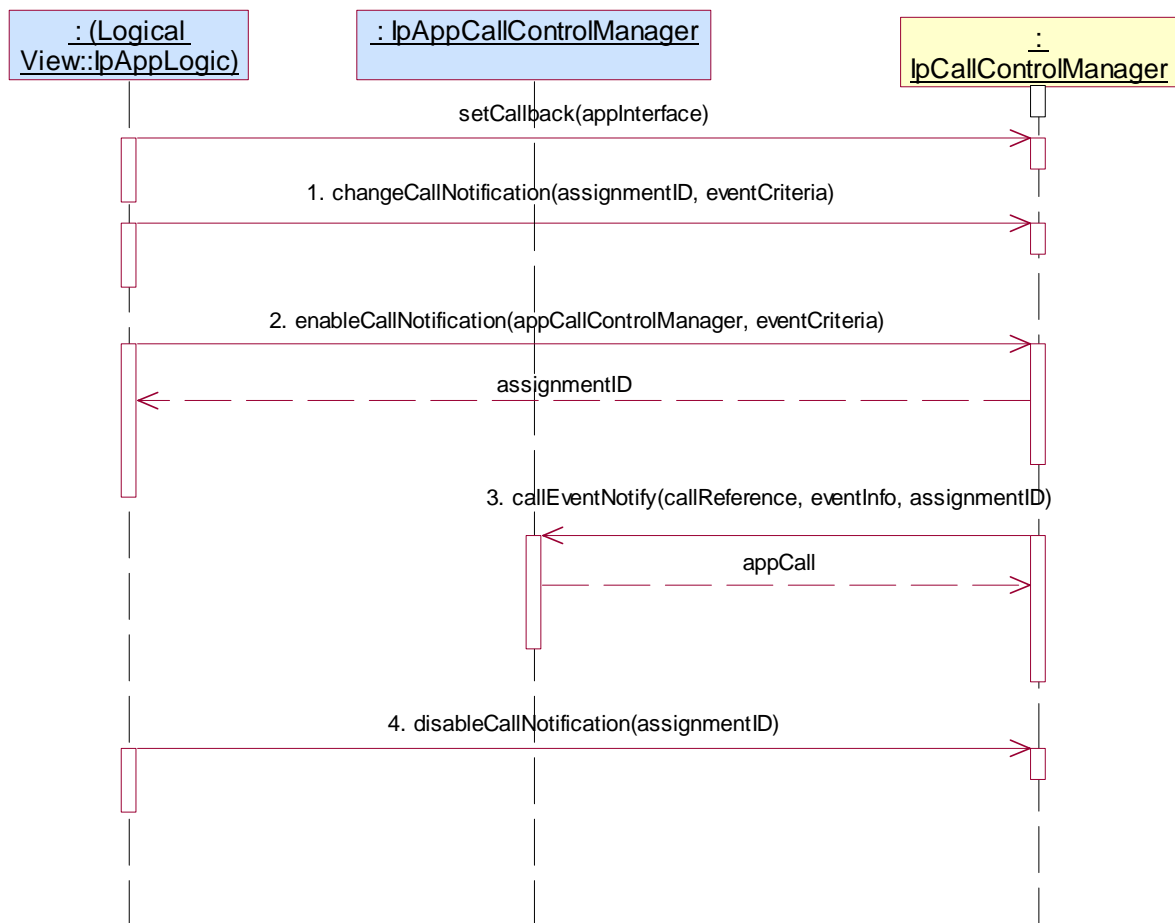 : (Logical
View::IpAppLogic)
: IpAppCallControlManager
:
IpCallControlManager
setCallback(appInterface)
1. changeCallNotification(assignmentID, eventCriteria)
2. enableCallNotification(appCallControlManager, eventCriteria)
assignmentID
3. callEventNotify(callReference, eventInfo, assignmentID)
appCall
4. disableCallNotification(assignmentID)